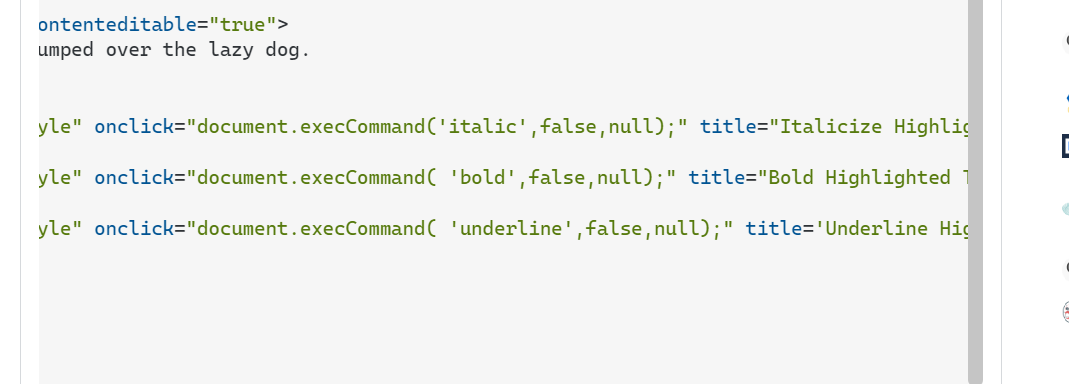 ontenteditable="true">
umped over the lazy dog.
yle" onclick="document.execCommand('italic',false,null);" title="Italicize Highlig
yle" onclick="document.execCommand( 'bold',false,null);" title="Bold Highlighted T
yle" onclick="document.execCommand( 'underline',false,null);" title='Underline Hig